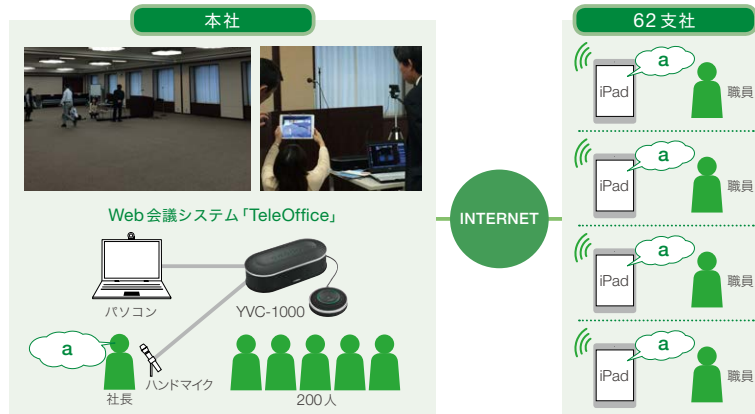 本社
Web会議システム「TeleOffice」
パソコン
YVC-1000
a
社長
ハンドマイク
200人
INTERNET
62支社
a
iPad
職員
a
iPad
職員
a
iPad
職員
a
iPad
職員